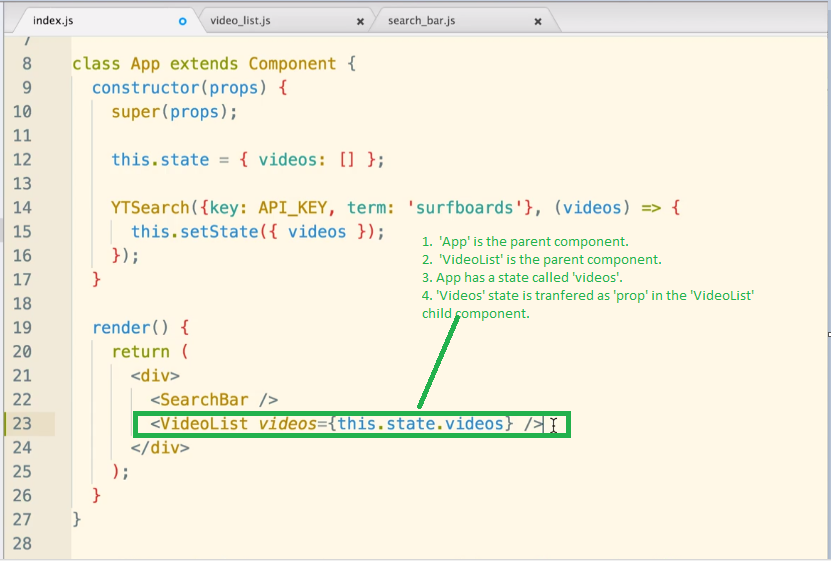 index.js video_list.js search_bar.js
7
8 class App extends Component {
9 constructor(props) {
10 super(props);
11
12 this.state = { videos: [] };
13
14 YTSearch({key: API_KEY, term: 'surfboards'}, (videos) => {
15 this.setState({ videos });
16 });
17 }
18
19 render() {
20 return (
21 <div>
22 <SearchBar />
23 <VideoList videos={this.state.videos} />
24 </div>
25 );
26 }
27 }
28
1. 'App' is the parent component.
2. 'VideoList' is the parent component.
3. App has a state called 'videos'.
4. 'Videos' state is tranfered as 'prop' in the 'VideoList'
child component.